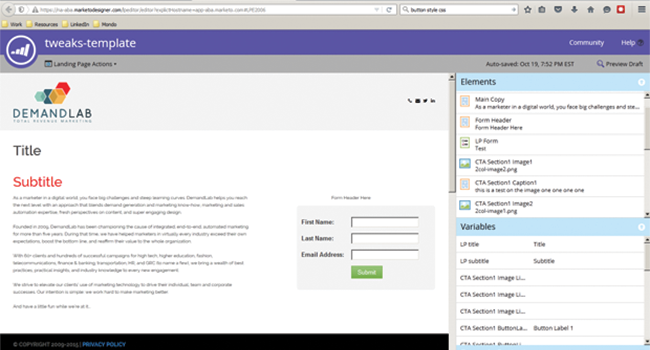 https://na-aba.marketodesigner.com/lpeditor/editor?explicitHostname=app-aba.marketo.com#LPE2006
button style css
Work
Resources
LinkedIn
Mondo
tweaks-template
Community
Help
Landing Page Actions
Auto-saved: Oct 19, 7:52 PM EST
Preview Draft
DEMANDLAB
TOTAL REVENUE MARKETING
Title
Subtitle
As a marketer in a digital world, you face big challenges and steep learning curves. DemandLab helps you reach
the next level with an approach that blends demand generation and marketing know-how, marketing and sales
automation expertise, fresh perspectives on content, and super engaging design.
Founded in 2009, DemandLab has been championing the cause of integrated, end-to-end, automated marketing
for more than five years. During that time, we have helped marketers in virtually every industry exceed their own
expectations, boost the bottom line, and reaffirm their value to the whole organization.
With 60+ clients and hundreds of successful campaigns for high tech, higher education, fashion,
telecommunications, finance & banking, transportation, HR, and GRC (to name a few), we bring a wealth of best
practices, practical insights, and industry knowledge to every new engagement.
We strive to elevate our clients' use of marketing technology to drive their individual, team and corporate
successes. Our intention is simple: we work hard to make marketing better.
And have a little fun while we're at it...
Form Header Here
First Name:
Last Name:
Email Address:
Submit
© COPYRIGHT 2009-2015 | PRIVACY POLICY
Elements
Main Copy
As a marketer in a digital world, you face big challenges and ste...
Form Header
Form Header Here
LP Form
Test
CTA Section1 Image1
2col-image2.png
CTA Section1 Caption1
this is a test on the image one one one one
CTA Section1 Image2
2col-image1.png
Variables
LP title Title
LP subtitle Subtitle
CTA Section1 Image Li...
CTA Section1 Image Li...
CTA Section1 Image Li...
CTA Section1 ButtonLa... Button Label 1